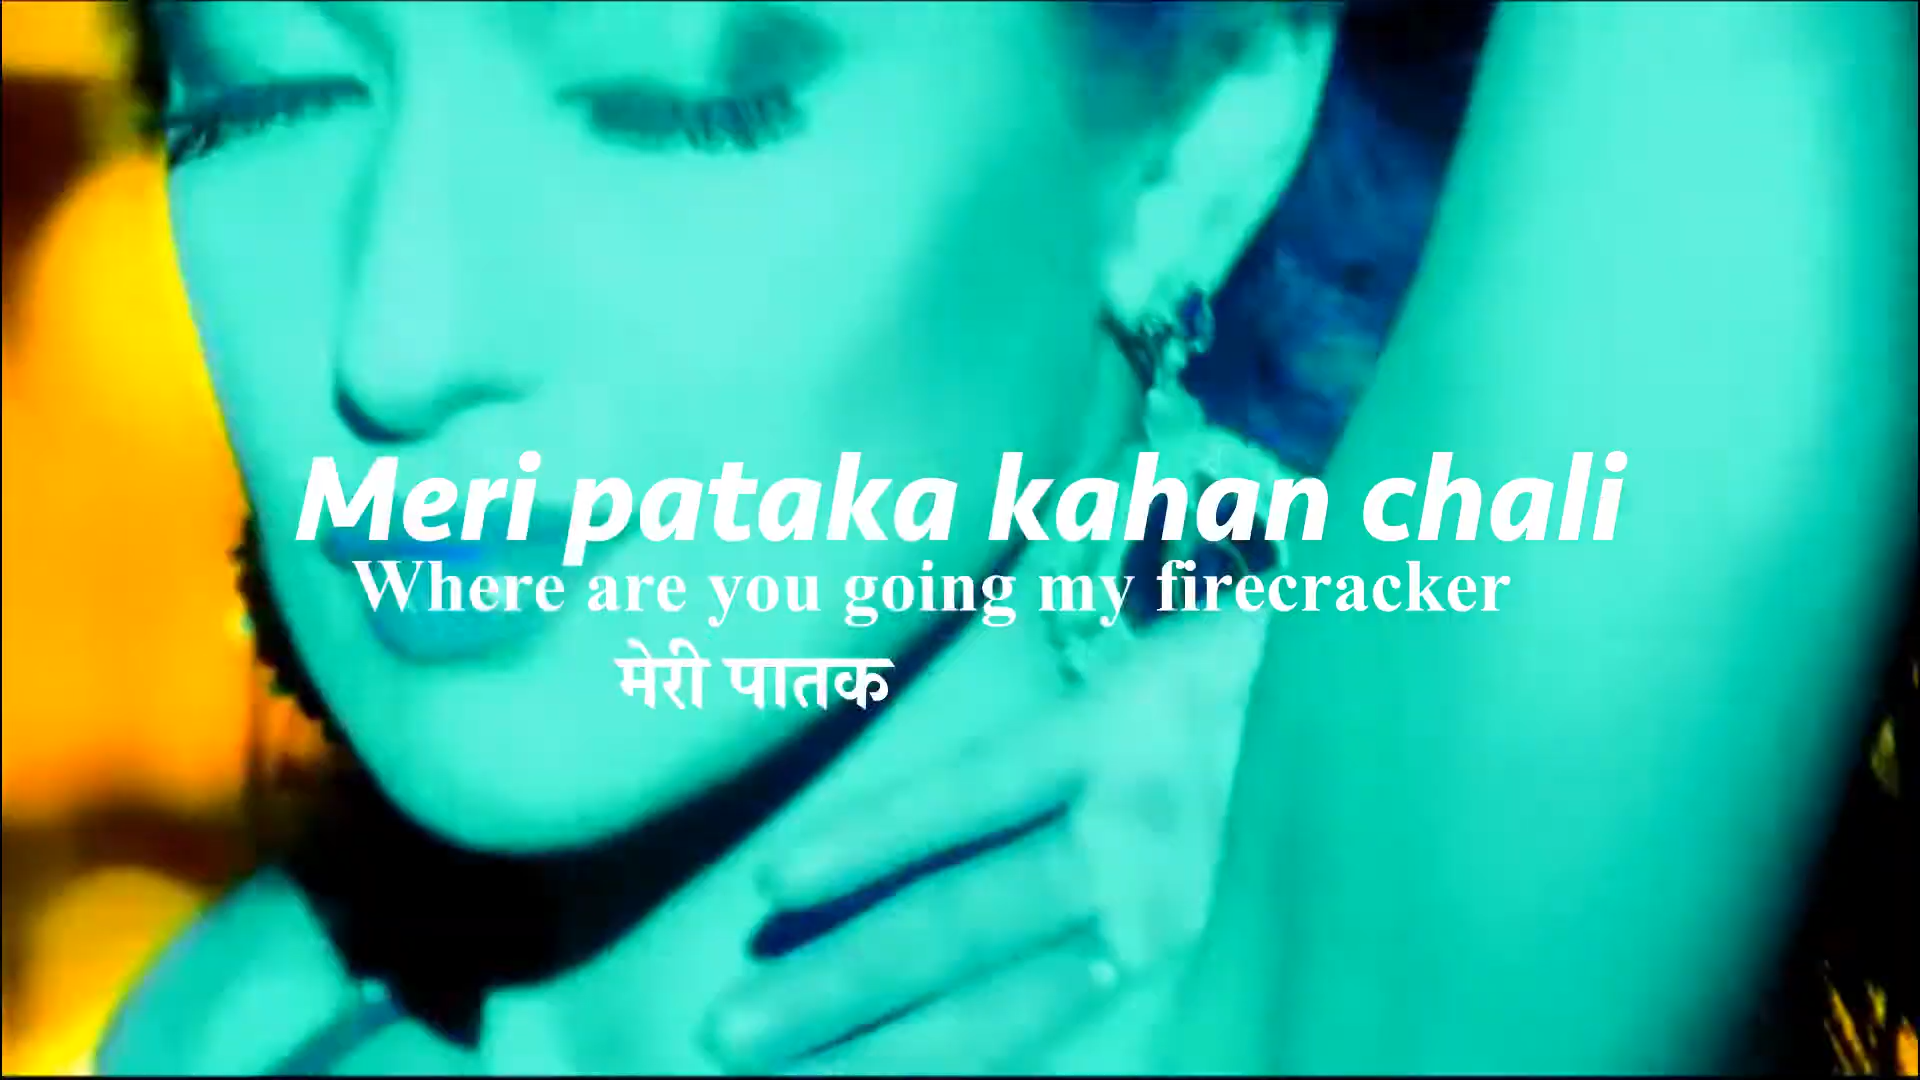 Meri pataka kahan chali
Where are you going my firecracker
मेरी पातक